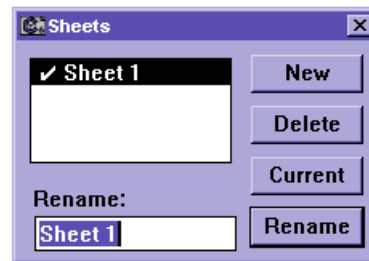 Sheets
✔ Sheet 1
New
Delete
Current
Rename:
Sheet 1
Rename